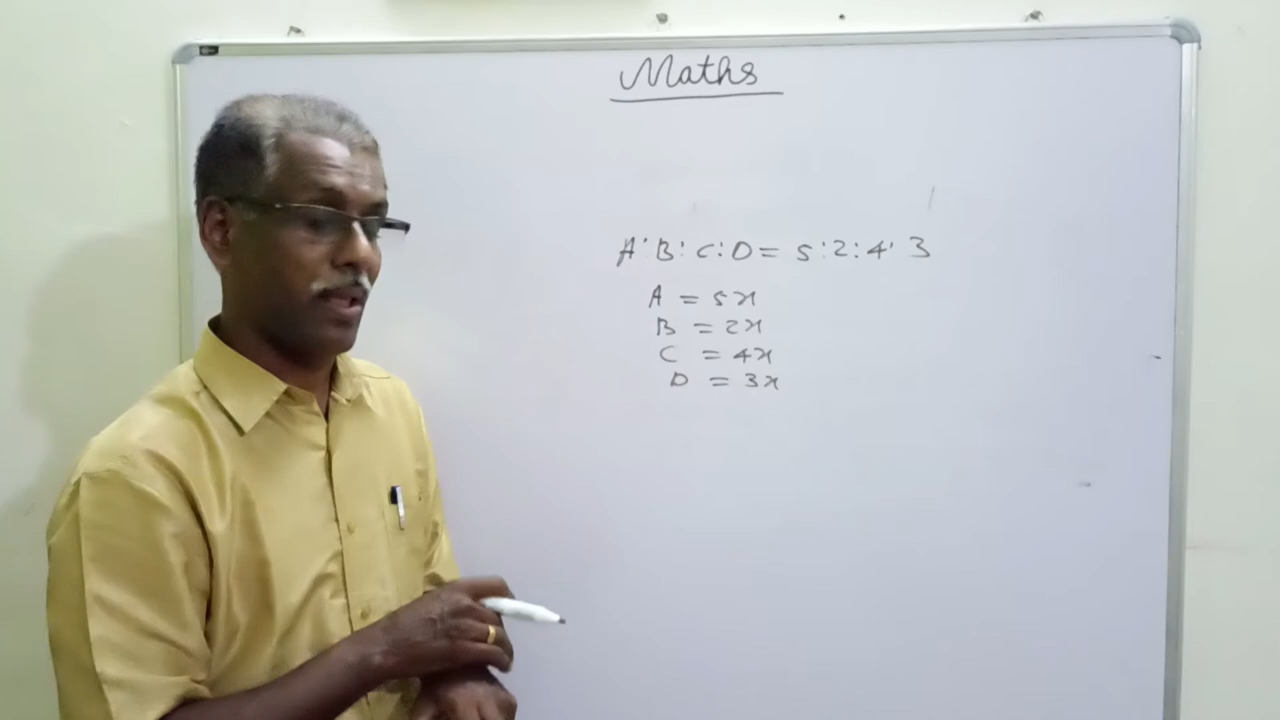 Maths
A:B:C:D = 5:2:4:3
A = 5x
B = 2x
C = 4x
D = 3x